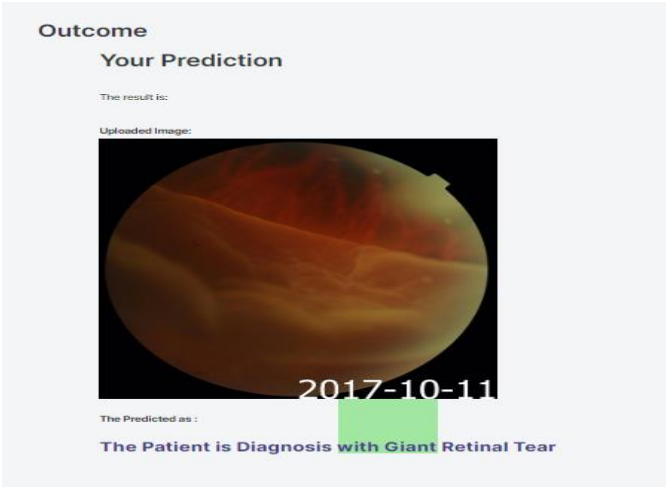 Outcome
Your Prediction
The result is:
Uploaded Image:
2017-10-11
The Predicted as :
The Patient is Diagnosis with Giant Retinal Tear